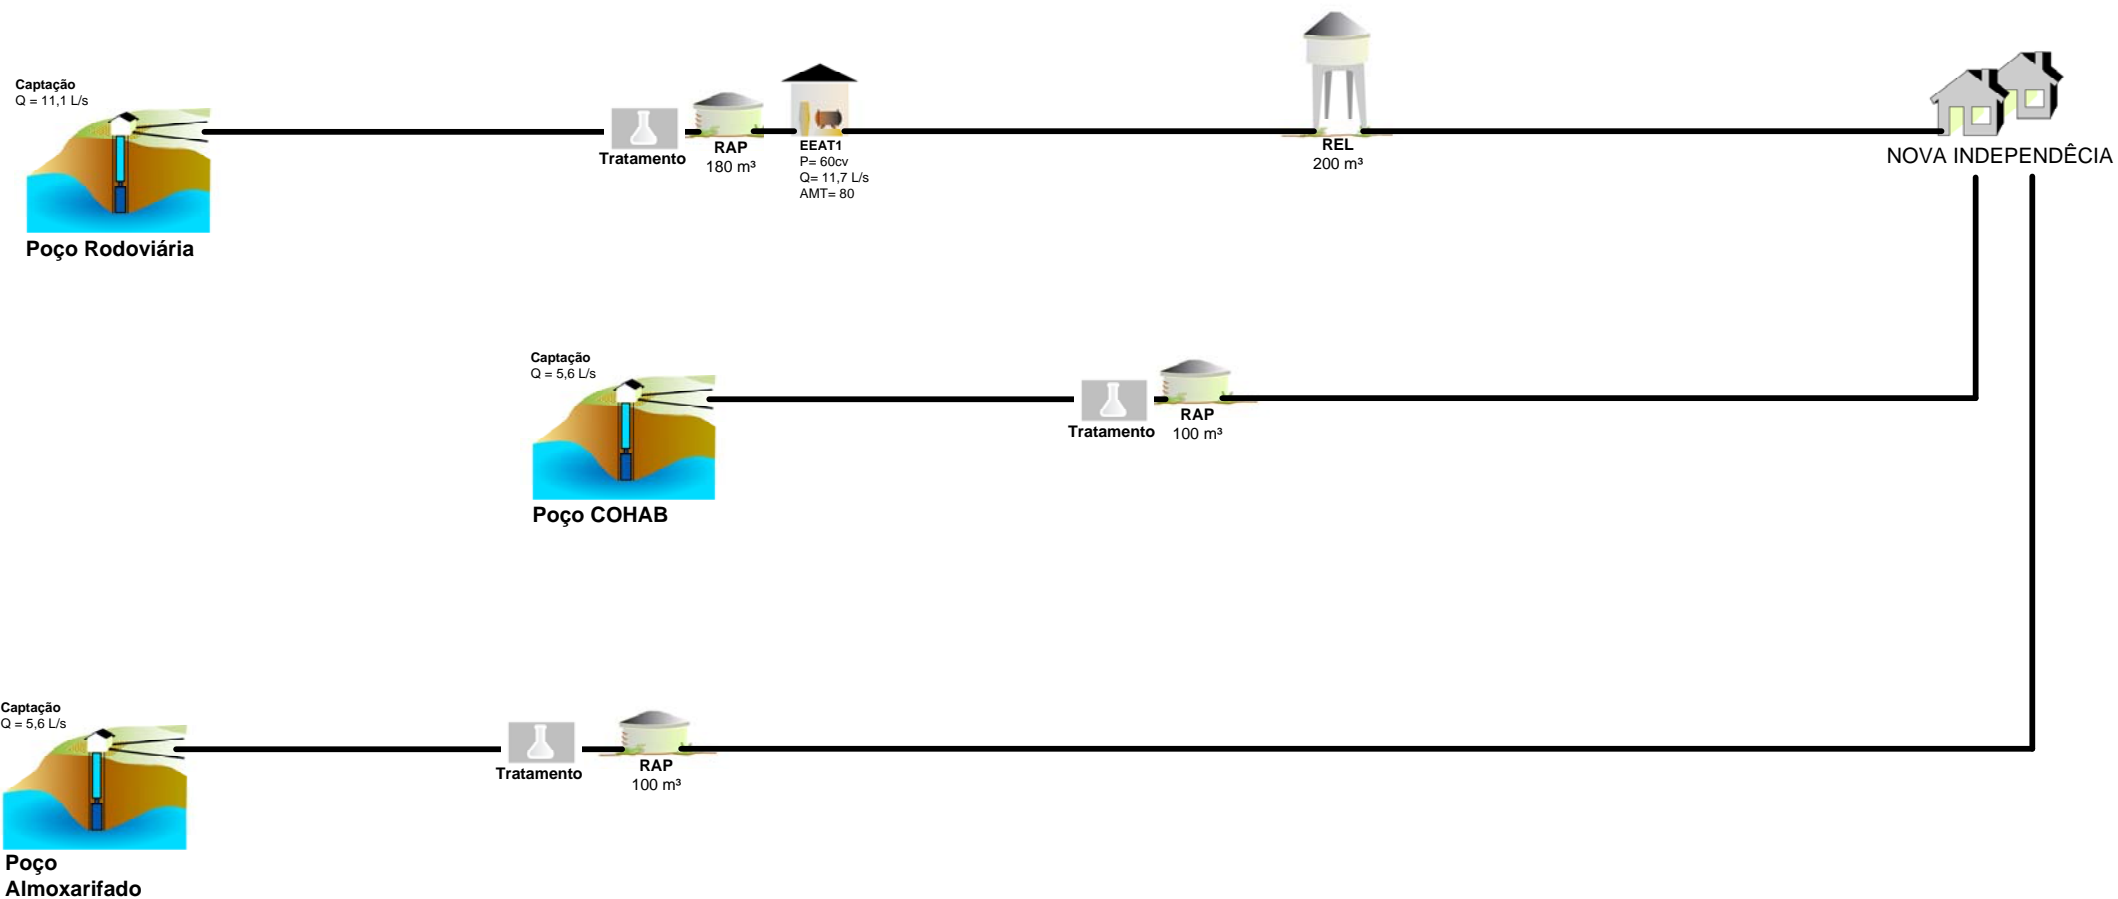 Captação
Q = 11,1 L/s
Poço Rodoviária
Tratamento
RAP
180 m³
EEAT1
P= 60cv
Q= 11,7 L/s
AMT= 80
REL
200 m³
NOVA INDEPENDÊCIA
Captação
Q = 5,6 L/s
Poço COHAB
Tratamento
RAP
100 m³
Captação
Q = 5,6 L/s
Poço
Almoxarifado
Tratamento
RAP
100 m³